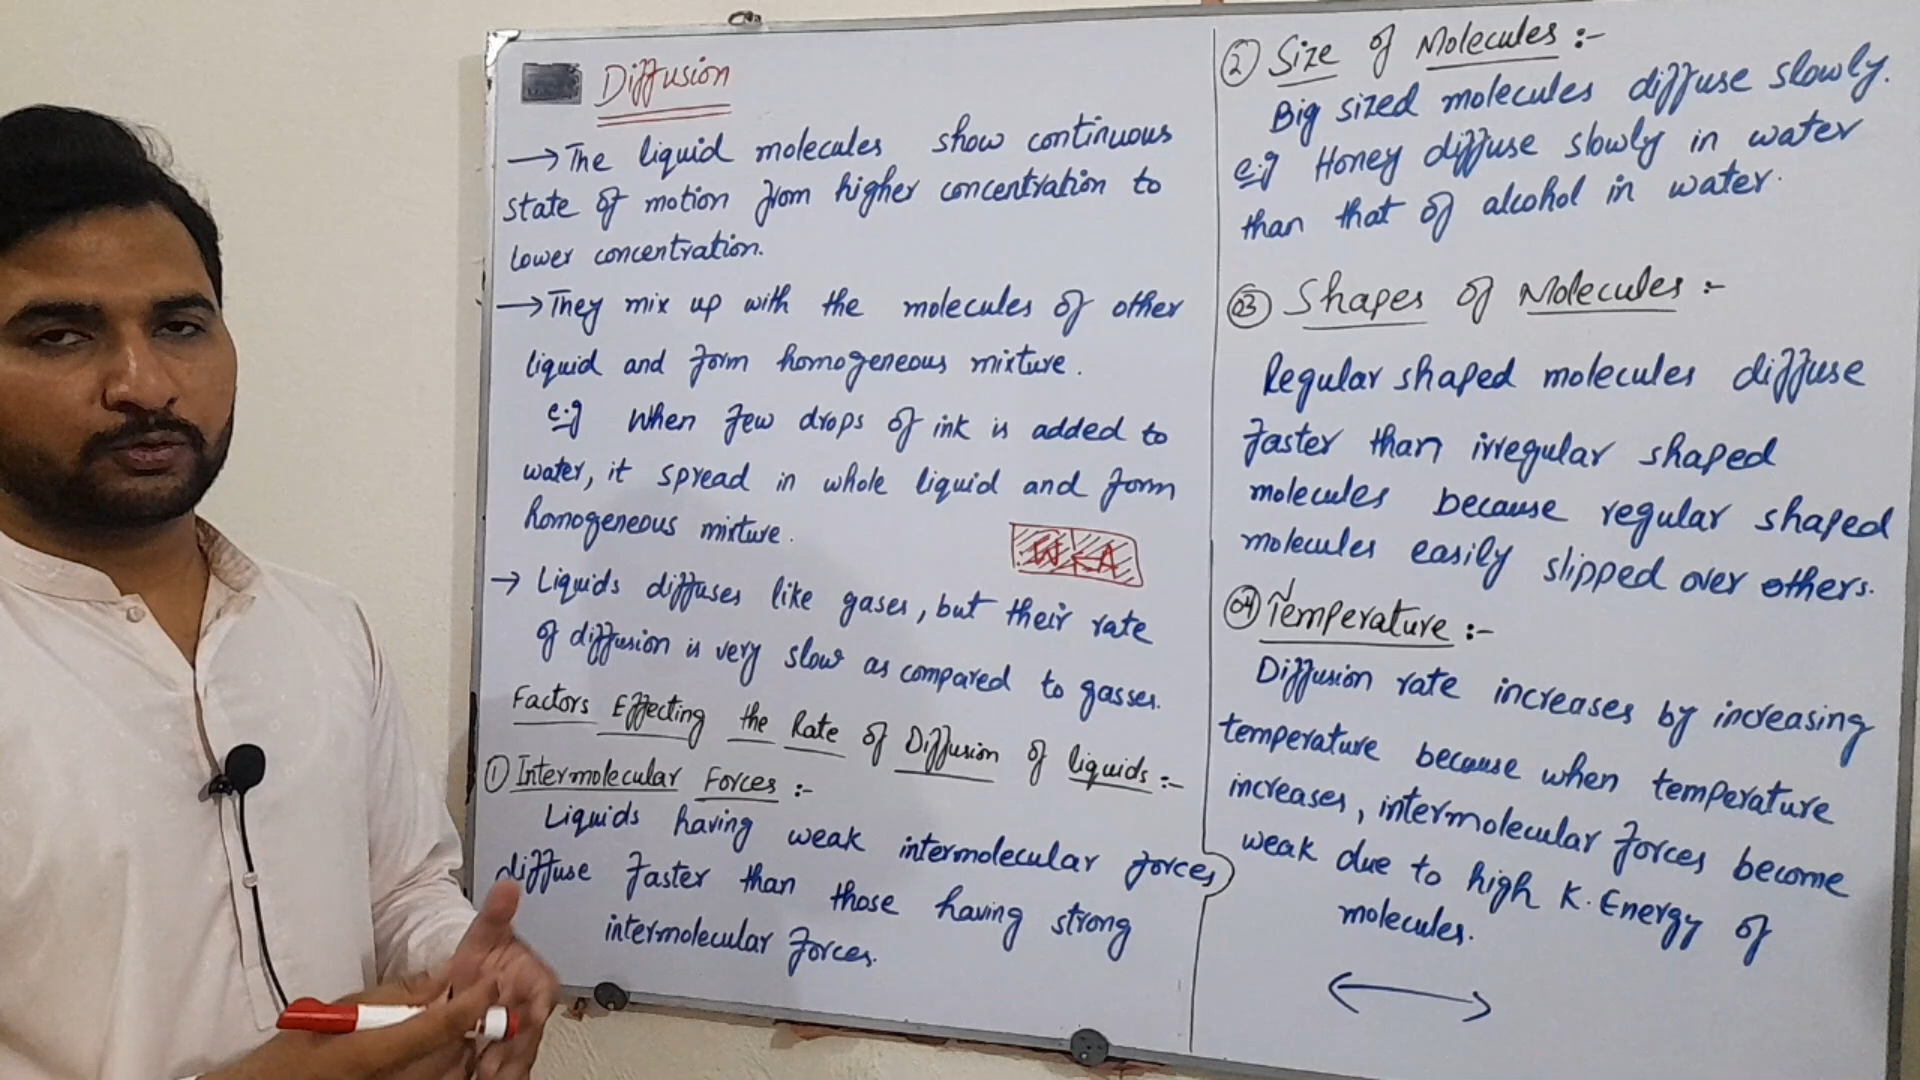 Diffusion
→ The liquid molecules show continuous
state of motion from higher concentration to
lower concentration.
→ They mix up with the molecules of other
liquid and form homogeneous mixture.
e.g When few drops of ink is added to
water, it spread in whole liquid and form
homogeneous mixture.
W A
→ Liquids diffuses like gases, but their rate
of diffusion is very slow as compared to gasses.
Factors Effecting the Rate of Diffusion of liquids :-
① Intermolecular Forces :-
Liquids having weak intermolecular forces
diffuse faster than those having strong
intermolecular forces.
② Size of Molecules :-
Big sized molecules diffuse slowly.
e.g Honey diffuse slowly in water
than that of alcohol in water.
03 Shapes of Molecules :-
Regular shaped molecules diffuse
faster than irregular shaped
molecules because regular shaped
molecules easily slipped over others.
04 Temperature :-
Diffusion rate increases by increasing
temperature because when temperature
increases, intermolecular forces become
weak due to high K.Energy of
molecules.